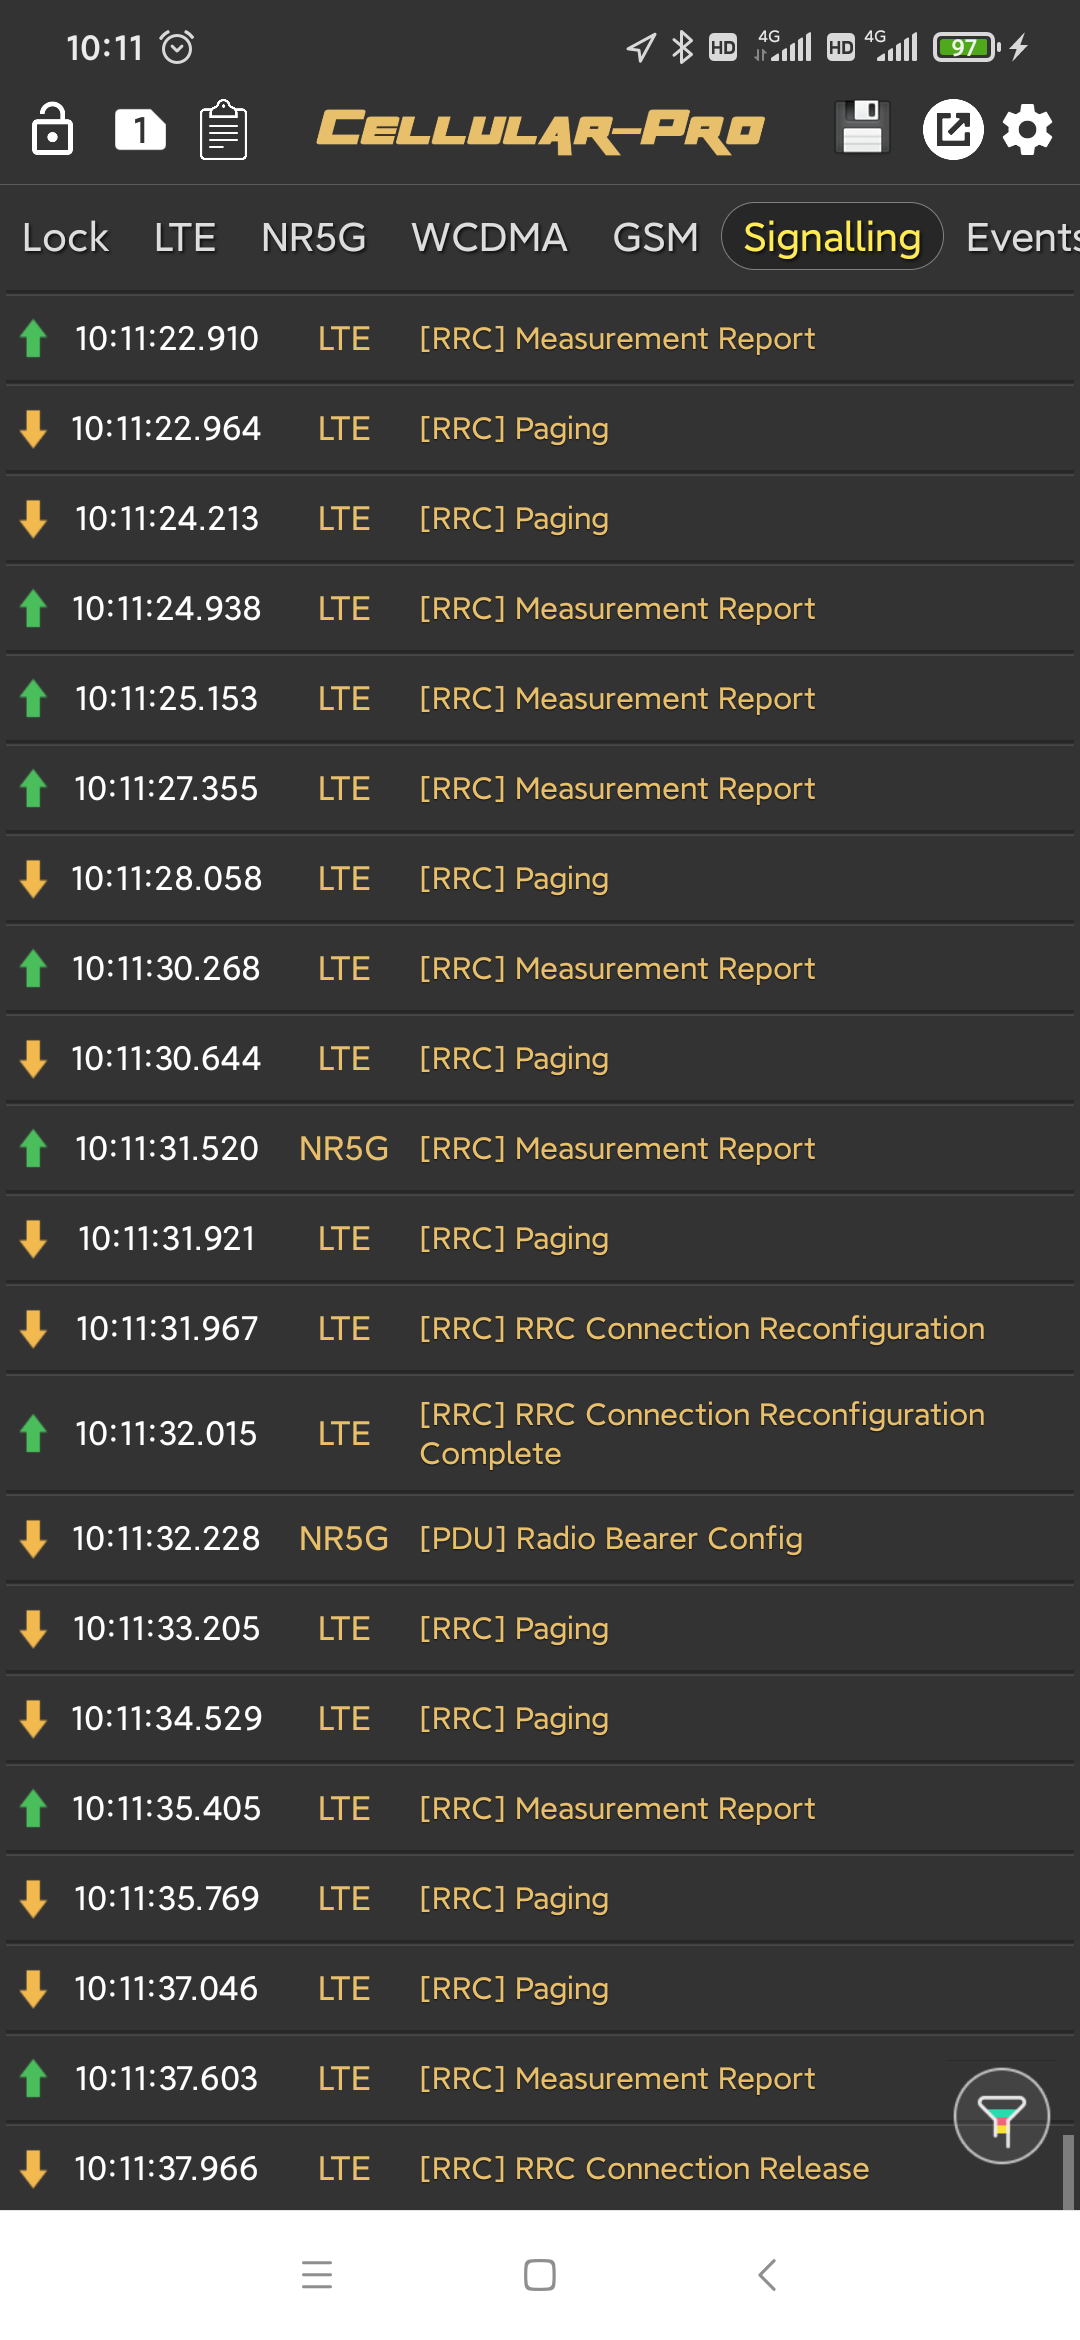 10:11 HD 4G HD 4G 97
1 CELLULAR-PRO
Lock LTE NR5G WCDMA GSM Signalling Events
10:11:22.910 LTE [RRC] Measurement Report
10:11:22.964 LTE [RRC] Paging
10:11:24.213 LTE [RRC] Paging
10:11:24.938 LTE [RRC] Measurement Report
10:11:25.153 LTE [RRC] Measurement Report
10:11:27.355 LTE [RRC] Measurement Report
10:11:28.058 LTE [RRC] Paging
10:11:30.268 LTE [RRC] Measurement Report
10:11:30.644 LTE [RRC] Paging
10:11:31.520 NR5G [RRC] Measurement Report
10:11:31.921 LTE [RRC] Paging
10:11:31.967 LTE [RRC] RRC Connection Reconfiguration
10:11:32.015 LTE [RRC] RRC Connection Reconfiguration
Complete
10:11:32.228 NR5G [PDU] Radio Bearer Config
10:11:33.205 LTE [RRC] Paging
10:11:34.529 LTE [RRC] Paging
10:11:35.405 LTE [RRC] Measurement Report
10:11:35.769 LTE [RRC] Paging
10:11:37.046 LTE [RRC] Paging
10:11:37.603 LTE [RRC] Measurement Report
10:11:37.966 LTE [RRC] RRC Connection Release